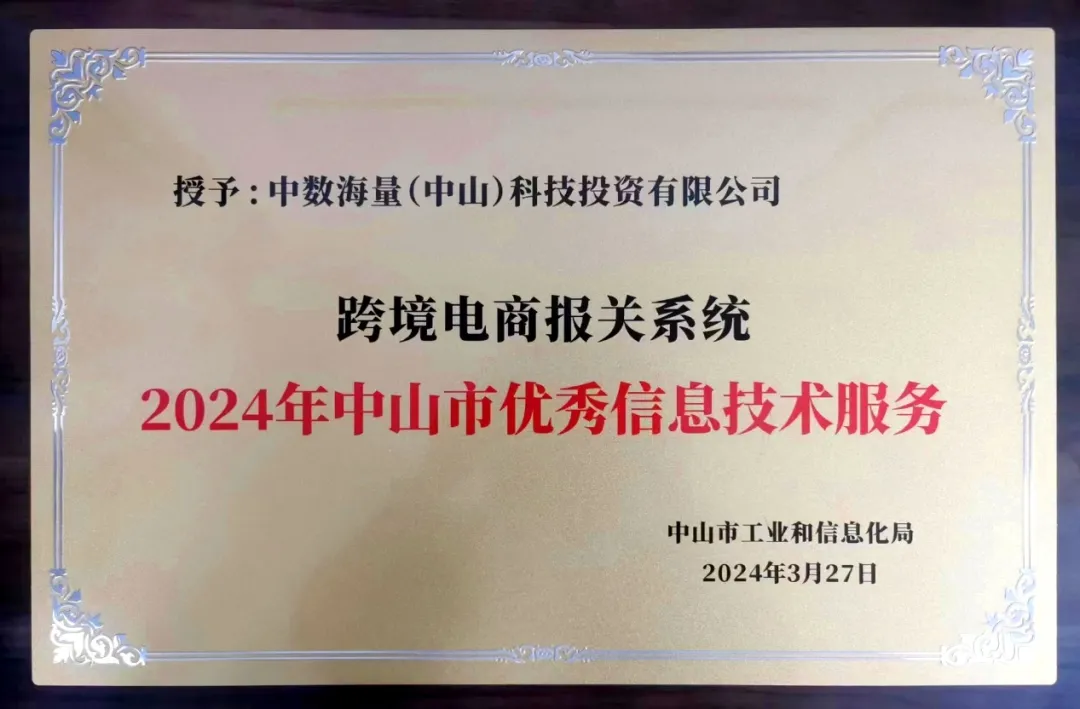 授予:中数海量(中山)科技投资有限公司
跨境电商报关系统
2024年中山市优秀信息技术服务
中山市工业和信息化局
2024年3月27日